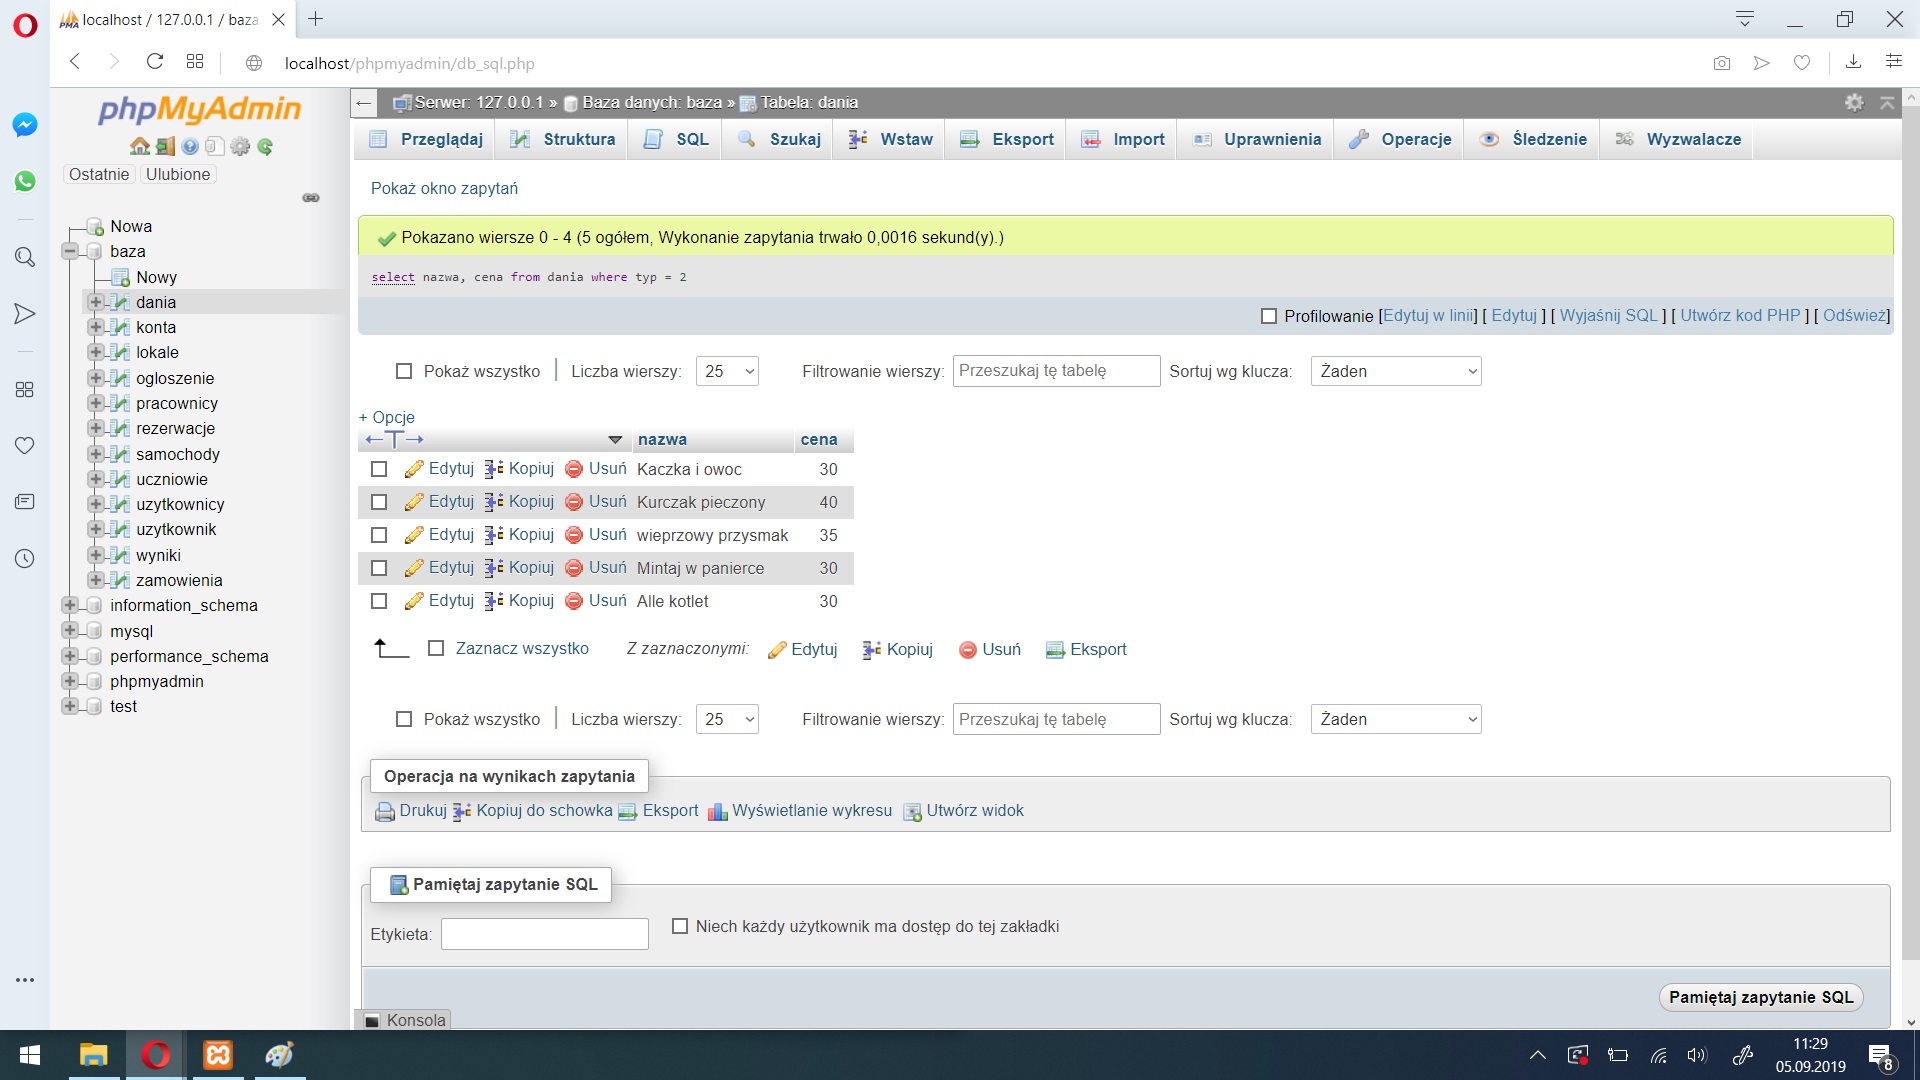 localhost / 127.0.0.1 / baza
localhost/phpmyadmin/db_sql.php
phpMyAdmin
Ostatnie Ulubione
Nowa
baza
Nowy
dania
konta
lokale
ogloszenie
pracownicy
rezerwacje
samochody
uczniowie
uzytkownicy
uzytkownik
wyniki
zamowienia
information_schema
mysql
performance_schema
phpmyadmin
test
Serwer: 127.0.0.1 » Baza danych: baza » Tabela: dania
Przeglądaj Struktura SQL Szukaj Wstaw Eksport Import Uprawnienia Operacje Śledzenie Wyzwalacze
Pokaż okno zapytań
Pokazano wiersze 0 - 4 (5 ogółem, Wykonanie zapytania trwało 0,0016 sekund(y).)
select nazwa, cena from dania where typ = 2
Profilowanie [Edytuj w linii] [ Edytuj ] [ Wyjaśnij SQL ] [ Utwórz kod PHP ] [ Odśwież]
Pokaż wszystko Liczba wierszy: 25 Filtrowanie wierszy: Przeszukaj tę tabelę Sortuj wg klucza: Żaden
+ Opcje
←T→ nazwa cena
Edytuj Kopiuj Usuń Kaczka i owoc 30
Edytuj Kopiuj Usuń Kurczak pieczony 40
Edytuj Kopiuj Usuń wieprzowy przysmak 35
Edytuj Kopiuj Usuń Mintaj w panierce 30
Edytuj Kopiuj Usuń Alle kotlet 30
Zaznacz wszystko Z zaznaczonymi: Edytuj Kopiuj Usuń Eksport
Pokaż wszystko Liczba wierszy: 25 Filtrowanie wierszy: Przeszukaj tę tabelę Sortuj wg klucza: Żaden
Operacja na wynikach zapytania
Drukuj Kopiuj do schowka Eksport Wyświetlanie wykresu Utwórz widok
Pamiętaj zapytanie SQL
Etykieta: Niech każdy użytkownik ma dostęp do tej zakładki
Pamiętaj zapytanie SQL
Konsola
11:29
05.09.2019
8